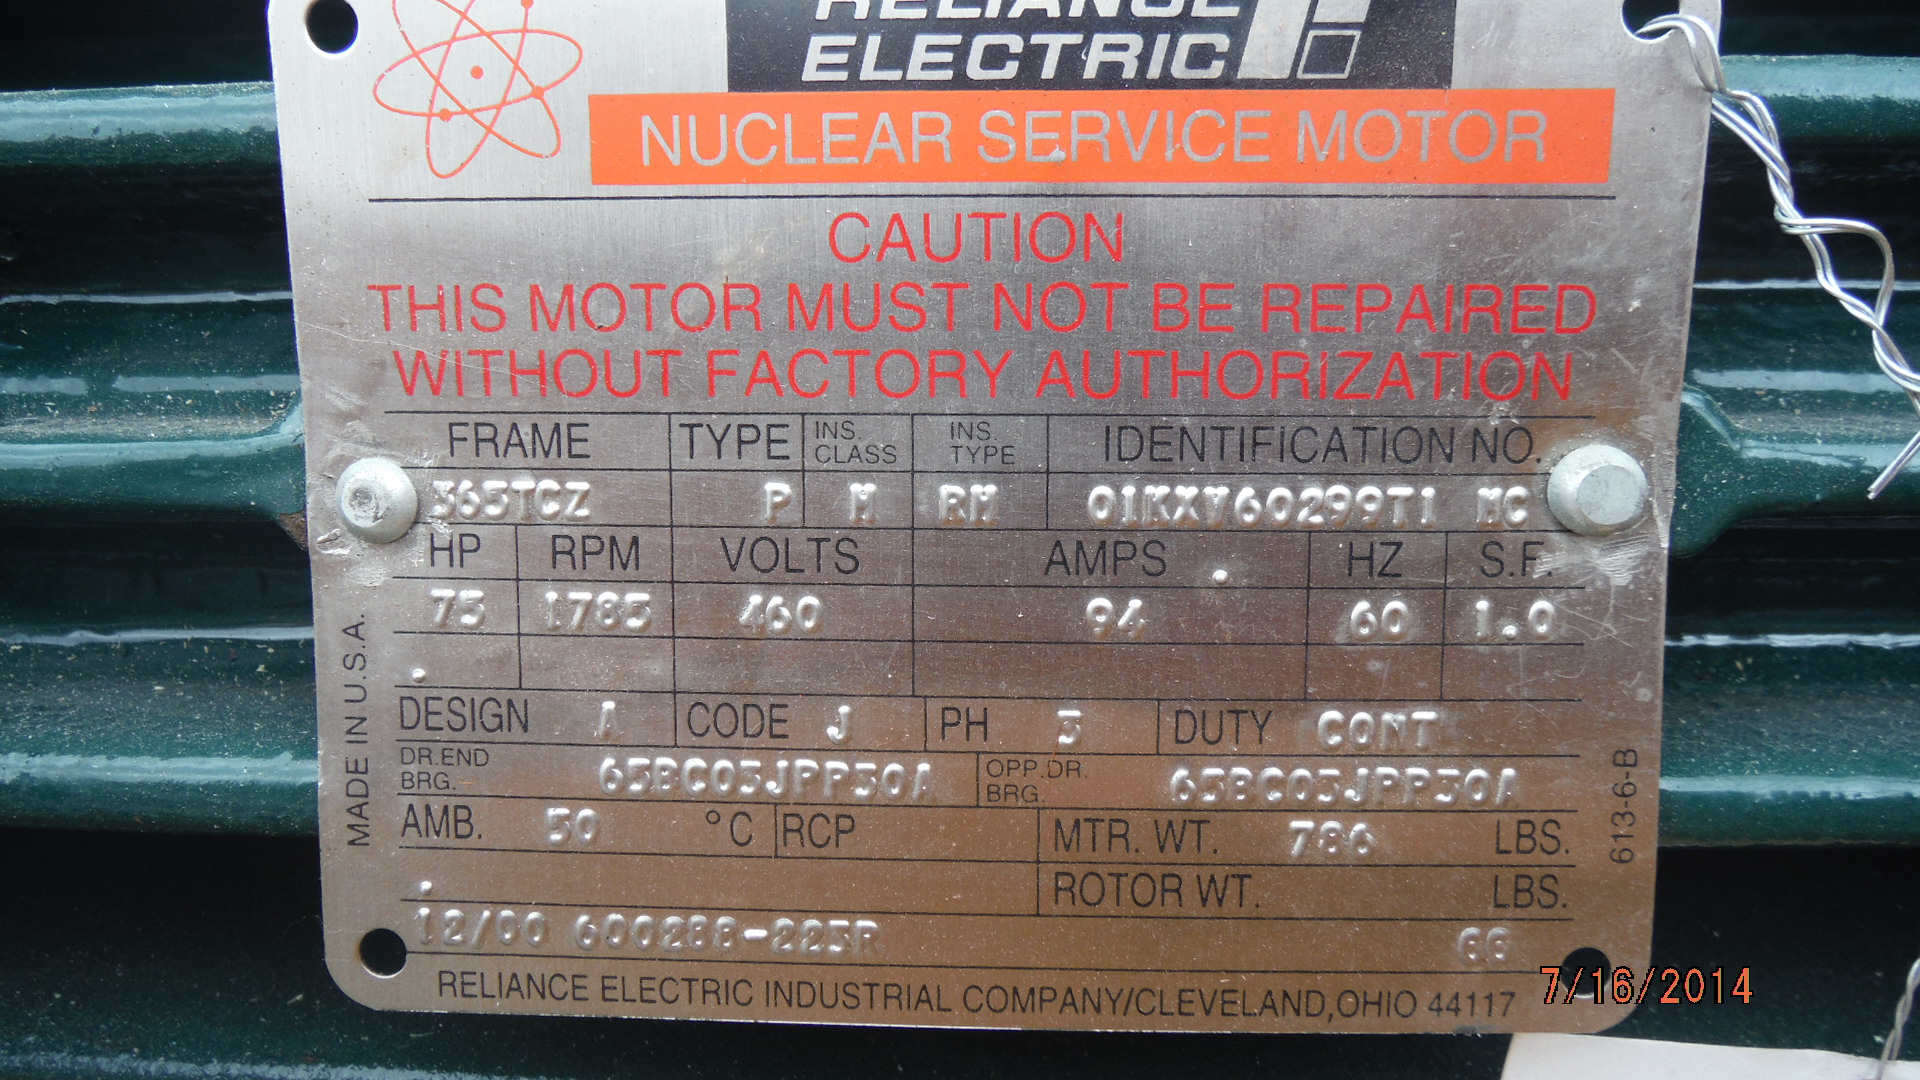 RELIANCE
ELECTRIC
NUCLEAR SERVICE MOTOR
CAUTION
THIS MOTOR MUST NOT BE REPAIRED
WITHOUT FACTORY AUTHORIZATION
FRAME TYPE INS. CLASS INS. TYPE IDENTIFICATION NO.
365TCZ P H RH 01KXV60299T1 MC
HP RPM VOLTS AMPS HZ S.F.
75 1785 460 94 60 1.0
DESIGN A CODE J PH 3 DUTY CONT
DR.END BRG. 65BC03JPP30A OPP.DR. BRG. 65BC03JPP30A
AMB. 50 °C RCP MTR. WT. 786 LBS.
ROTOR WT. LBS.
12/00 600288-225R GG
RELIANCE ELECTRIC INDUSTRIAL COMPANY/CLEVELAND,OHIO 44117
MADE IN U.S.A.
613-6-B
7/16/2014